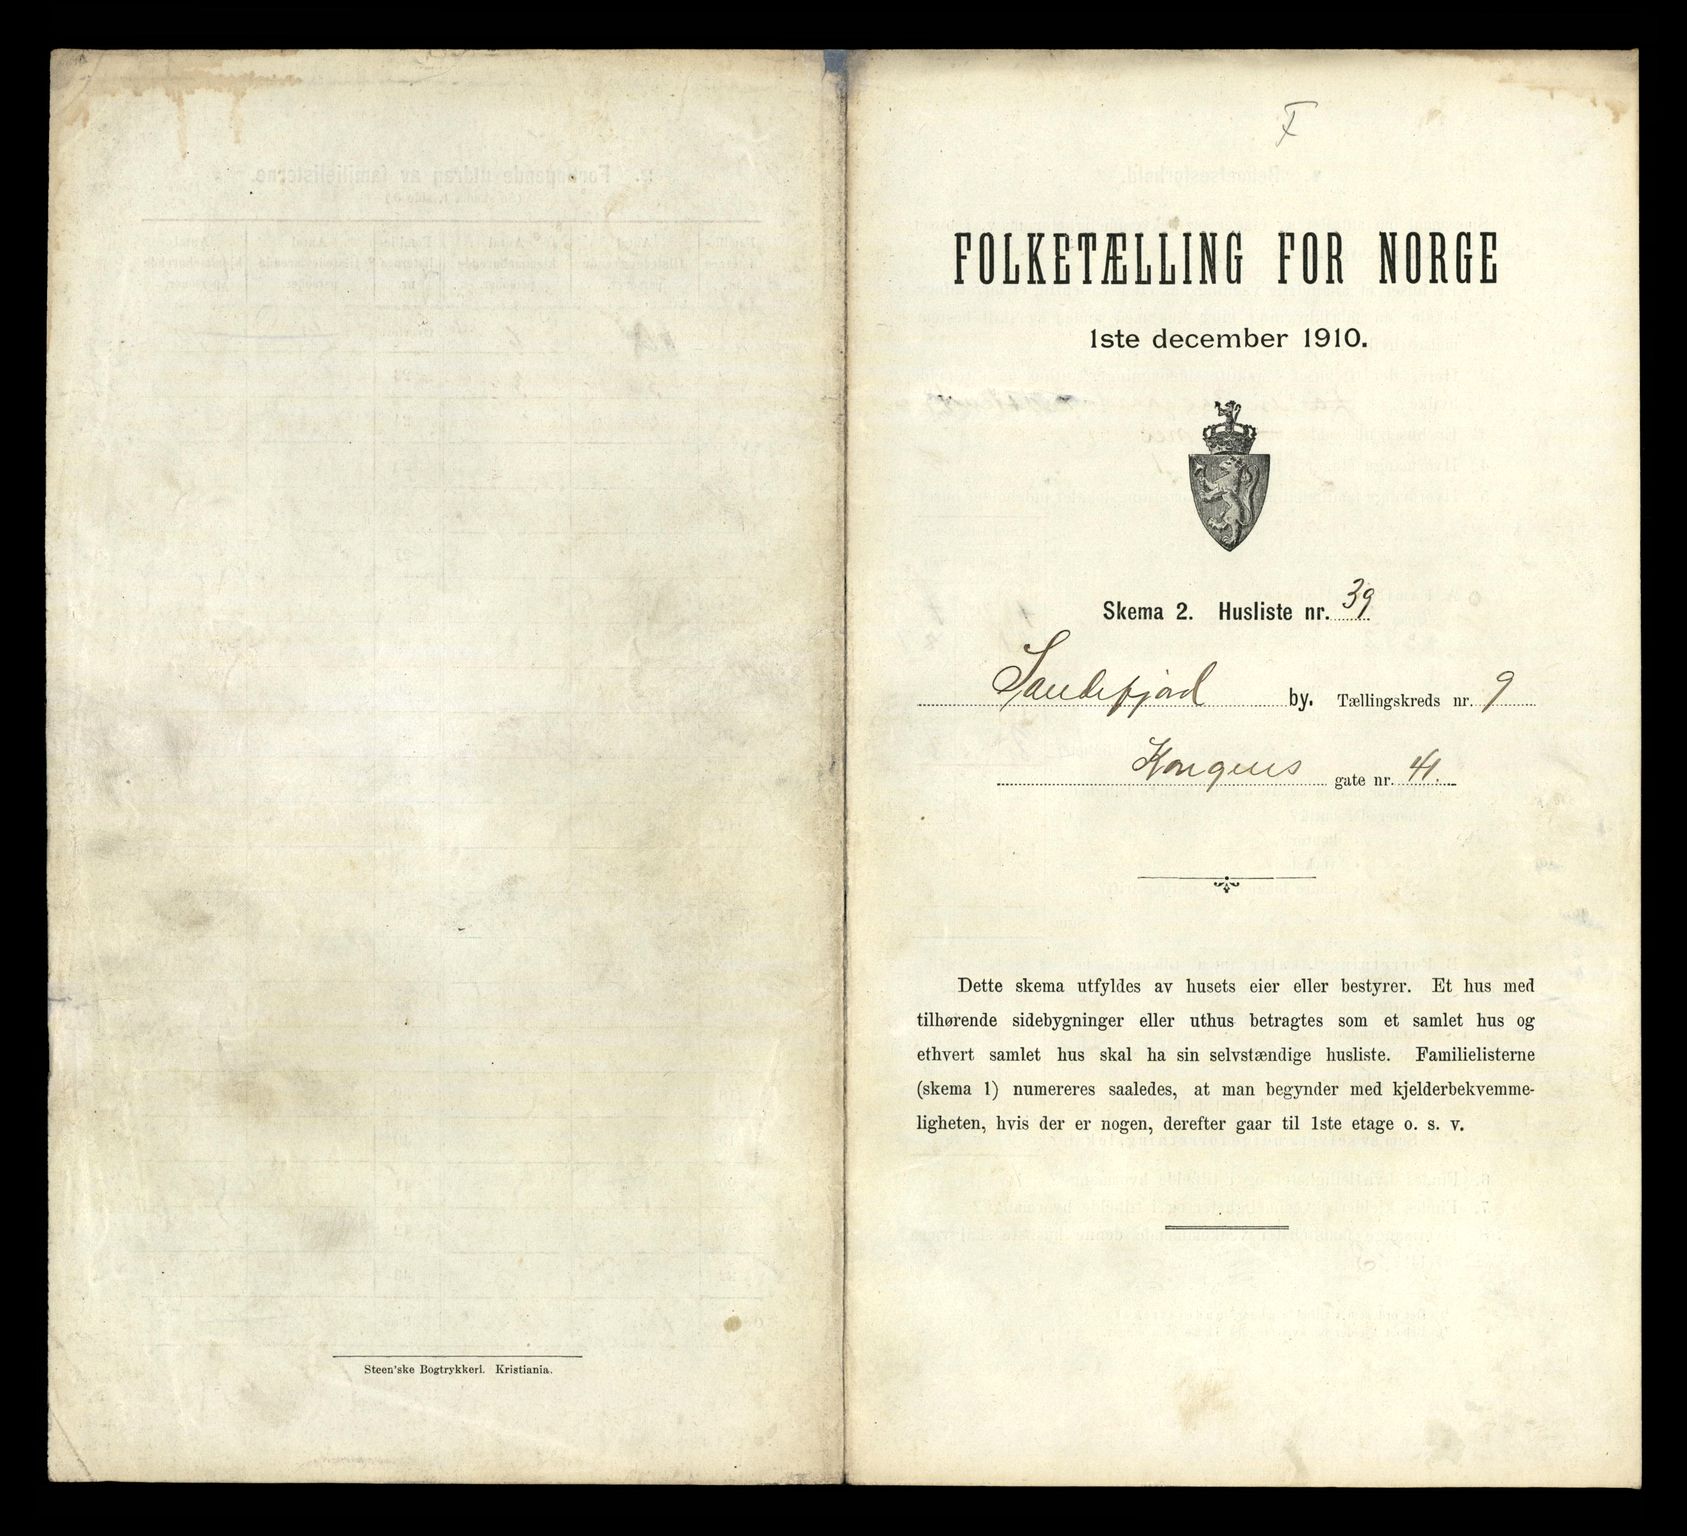 Steen'ske Bogtrykkeri. Kristiania.
FOLKETÆLLING FOR NORGE
1ste december 1910.
Skema 2. Husliste nr. 39
Sandefjord by. Tællingskreds nr. 9
Kongens gate nr. 41.
Dette skema utfyldes av husets eier eller bestyrer. Et hus med
tilhørende sidebygninger eller uthus betragtes som et samlet hus og
ethvert samlet hus skal ha sin selvstændige husliste. Familielisterne
(skema 1) numereres saaledes, at man begynder med kjelderbekvemme-
ligheten, hvis der er nogen, derefter gaar til 1ste etage o. s. v.